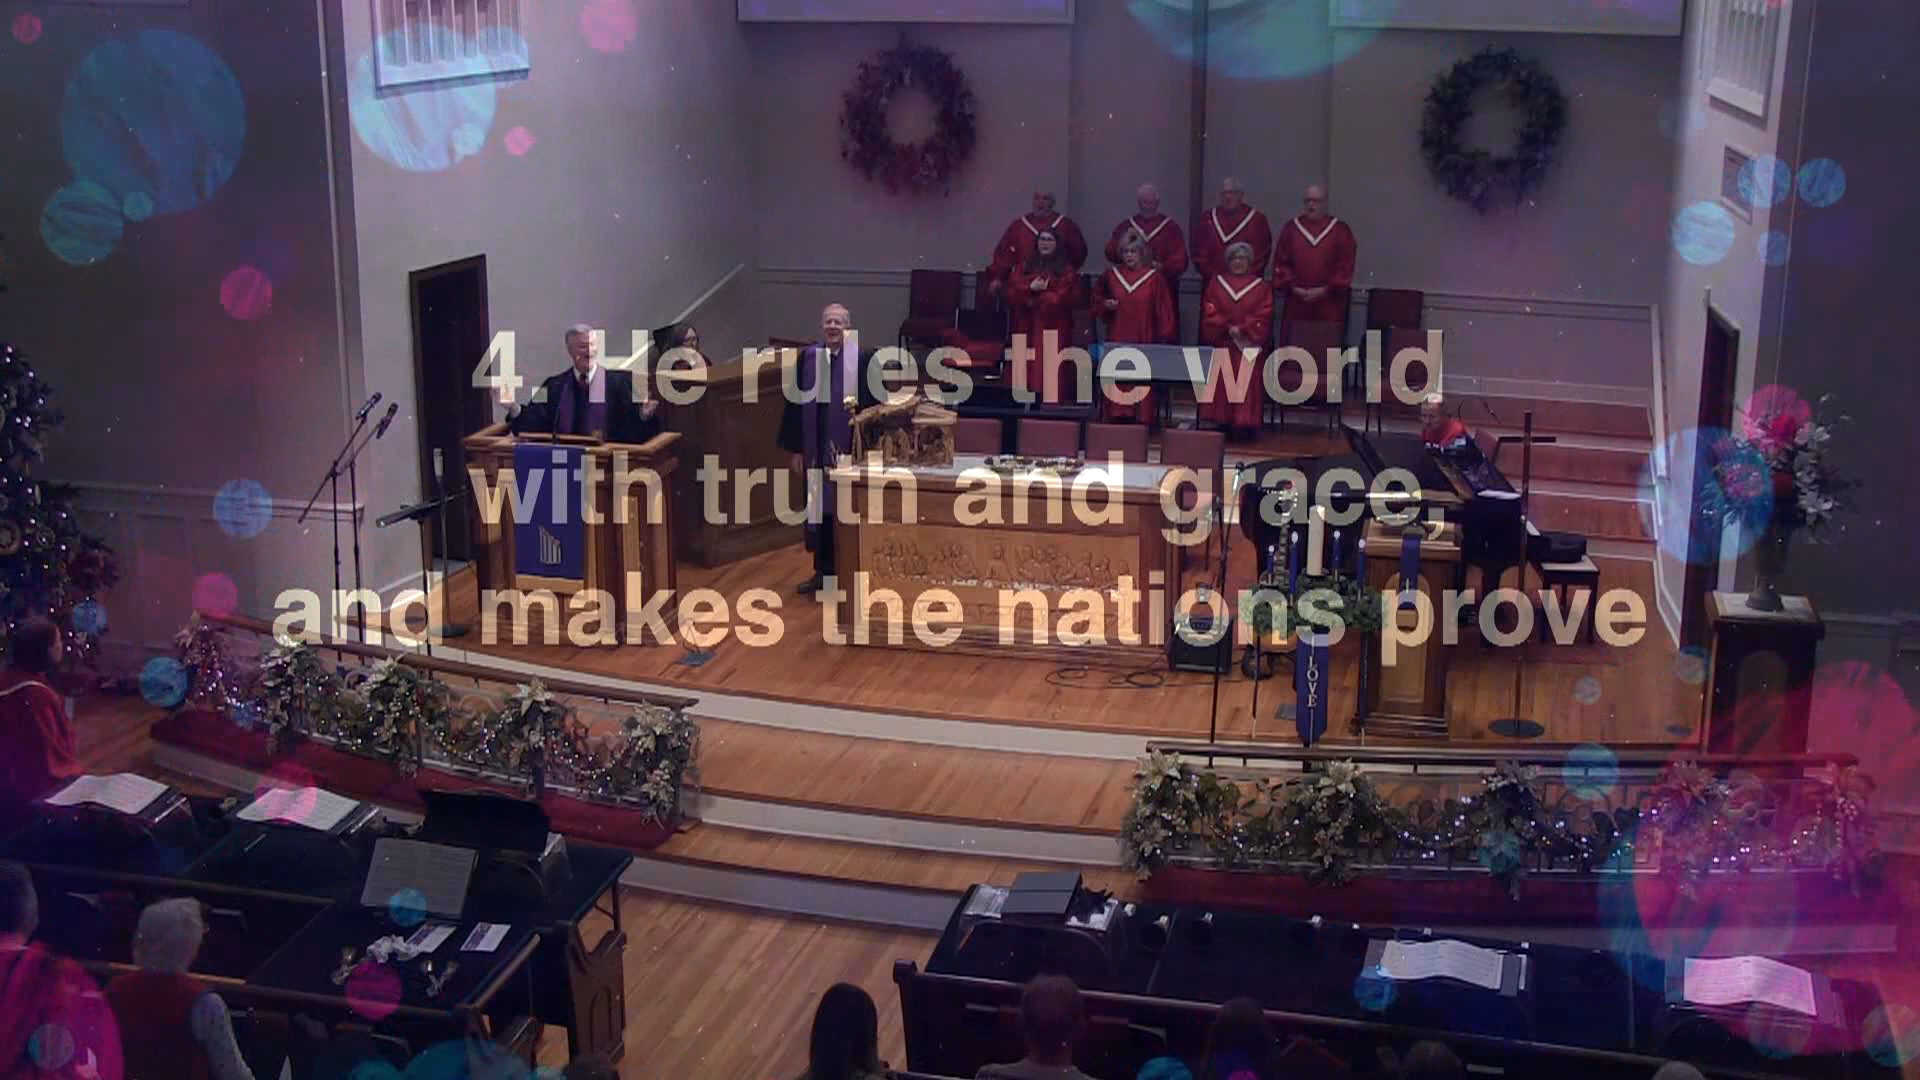 4. He rules the world
with truth and grace,
and makes the nations prove
LOVE